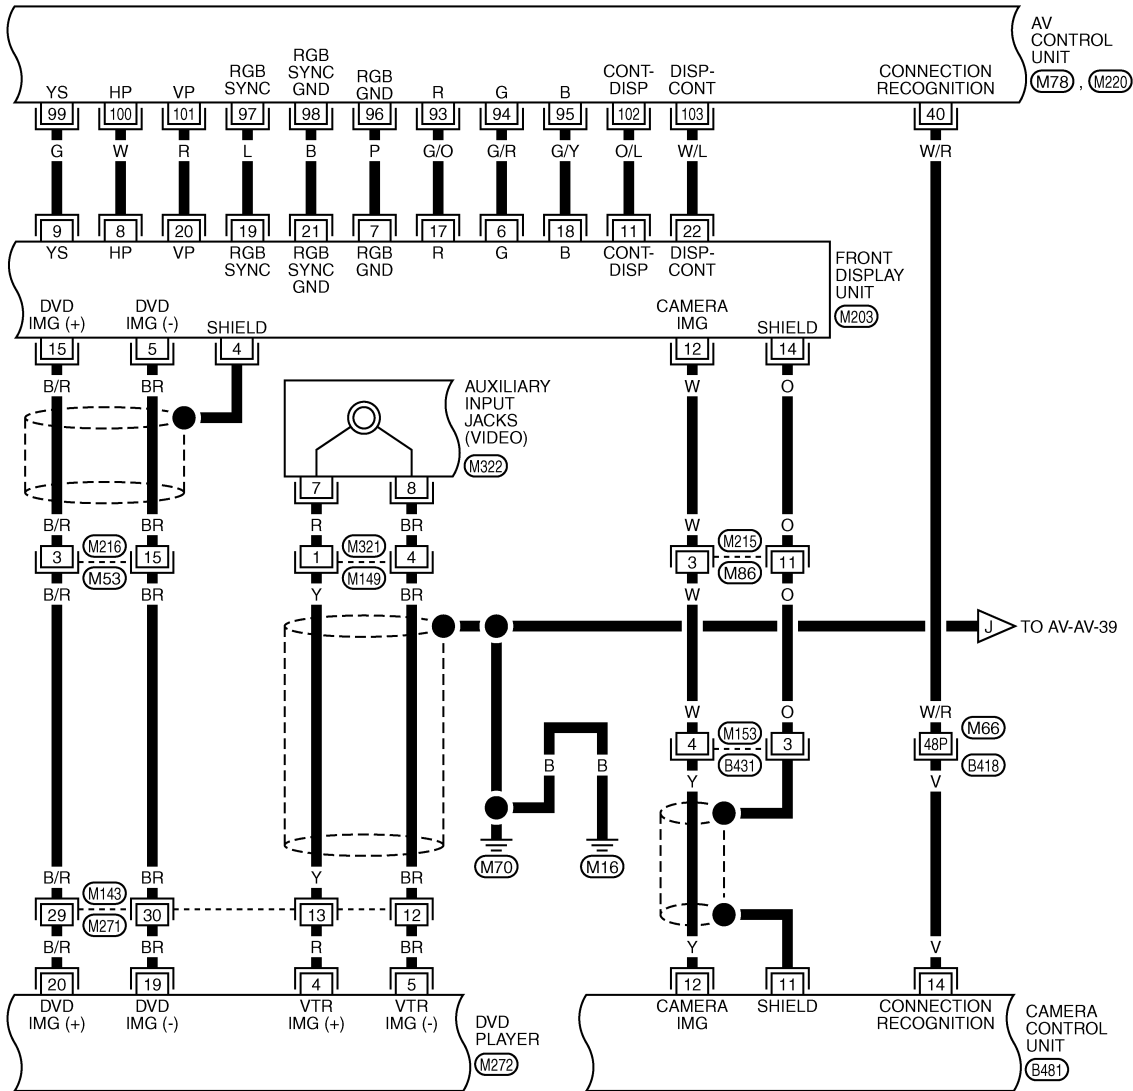 AV
CONTROL
UNIT
M78 , M220
YS HP VP RGB SYNC RGB SYNC GND RGB GND R G B CONT-DISP DISP-CONT CONNECTION RECOGNITION
99 100 101 97 98 96 93 94 95 102 103 40
G W R L B P G/O G/R G/Y O/L W/L W/R
9 8 20 19 21 7 17 6 18 11 22
YS HP VP RGB SYNC RGB SYNC GND RGB GND R G B CONT-DISP DISP-CONT
FRONT
DISPLAY
UNIT
M203
DVD IMG (+) DVD IMG (-) SHIELD CAMERA IMG SHIELD
15 5 4 12 14
B/R BR W O
AUXILIARY
INPUT
JACKS
(VIDEO)
M322
7 8
B/R BR R BR W O
3 M216 15 1 M321 4 3 M215 11
M53 M149 M86
B/R BR Y BR W O
J TO AV-AV-39
W O W/R
4 M153 3 48P M66
B431 B418
B B Y V
M70 M16
B/R BR Y BR
29 M143 30 13 12
M271
B/R BR R BR Y V
20 19 4 5 12 11 14
DVD IMG (+) DVD IMG (-) VTR IMG (+) VTR IMG (-) CAMERA IMG SHIELD CONNECTION RECOGNITION
DVD
PLAYER
M272
CAMERA
CONTROL
UNIT
B481